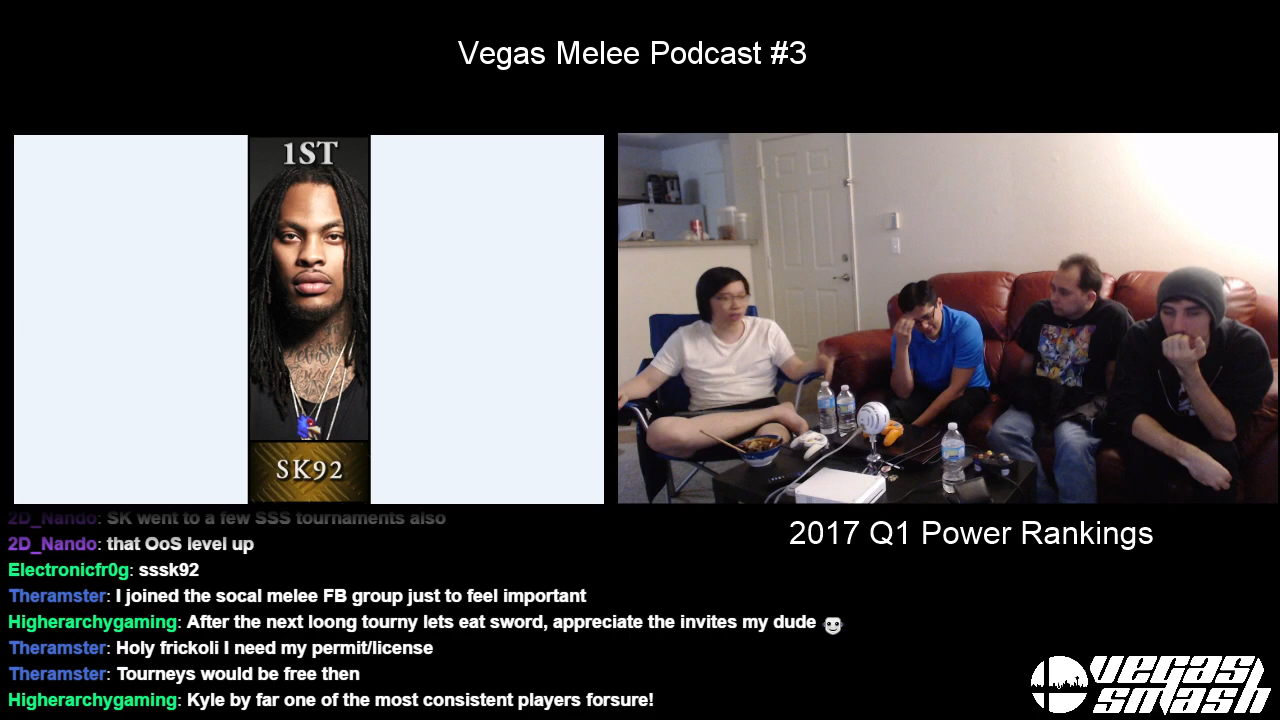 Vegas Melee Podcast #3
1ST
SK92
2D_Nando: SK went to a few SSS tournaments also
2D_Nando: that OoS level up
Electronicfr0g: sssk92
Theramster: I joined the socal melee FB group just to feel important
Higherarchygaming: After the next loong tourny lets eat sword, appreciate the invites my dude
Theramster: Holy frickoli I need my permit/license
Theramster: Tourneys would be free then
Higherarchygaming: Kyle by far one of the most consistent players forsure!
2017 Q1 Power Rankings
VEGAS
SMASH